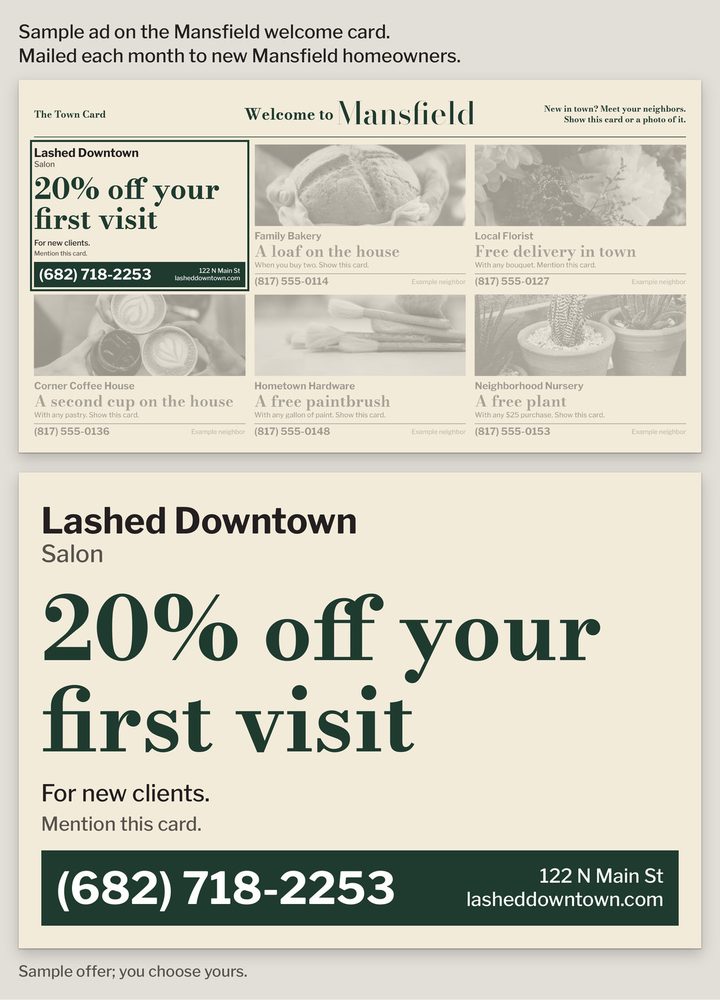 Sample ad on the Mansfield welcome card.
Mailed each month to new Mansfield homeowners.
The Town Card
Welcome to Mansfield
New in town? Meet your neighbors.
Show this card or a photo of it.
Lashed Downtown
Salon
20% off your
first visit
For new clients.
Mention this card.
(682) 718-2253
122 N Main St
lasheddowntown.com
Family Bakery
A loaf on the house
When you buy two. Show this card.
(817) 555-0114
Example neighbor
Local Florist
Free delivery in town
With any bouquet. Mention this card.
(817) 555-0127
Example neighbor
Corner Coffee House
A second cup on the house
With any pastry. Show this card.
(817) 555-0136
Example neighbor
Hometown Hardware
A free paintbrush
With any gallon of paint. Show this card.
(817) 555-0148
Example neighbor
Neighborhood Nursery
A free plant
With any $25 purchase. Show this card.
(817) 555-0153
Example neighbor
Lashed Downtown
Salon
20% off your
first visit
For new clients.
Mention this card.
(682) 718-2253
122 N Main St
lasheddowntown.com
Sample offer; you choose yours.